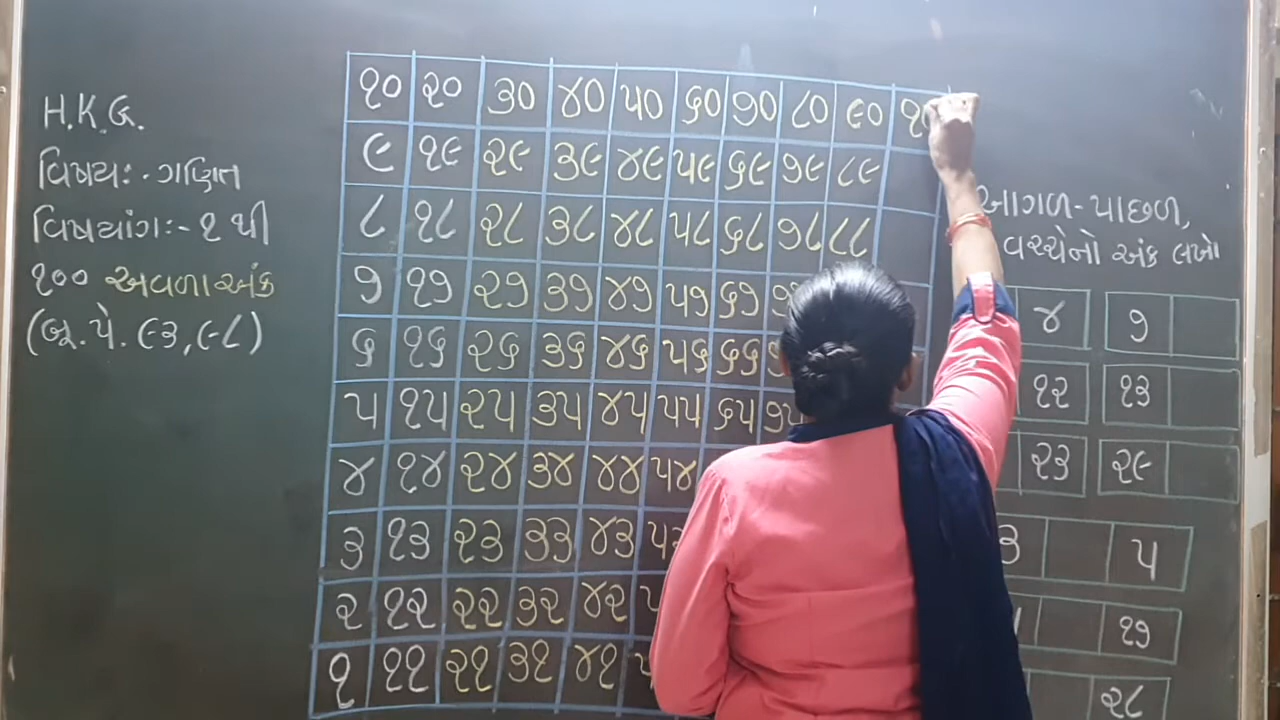 H.K.G.
વિષય:- ગણિત
વિષયાંગ:- ૧ થી
૧૦૦ અવળા અંક
(બૂ. પે. ૯૩,૯૮)
૧૦ ૨૦ ૩૦ ૪૦ ૫૦ ૬૦ ૭૦ ૮૦ ૯૦
૯ ૧૯ ૨૯ ૩૯ ૪૯ ૫૯ ૬૯ ૭૯ ૮૯
૮ ૧૮ ૨૮ ૩૮ ૪૮ ૫૮ ૬૮ ૭૮ ૮૮
૭ ૧૭ ૨૭ ૩૭ ૪૭ ૫૭ ૬૭
૬ ૧૬ ૨૬ ૩૬ ૪૬ ૫૬ ૬૬
૫ ૧૫ ૨૫ ૩૫ ૪૫ ૫૫ ૬૫
૪ ૧૪ ૨૪ ૩૪ ૪૪ ૫૪
૩ ૧૩ ૨૩ ૩૩ ૪૩
૨ ૧૨ ૨૨ ૩૨ ૪૨
૧ ૧૧ ૨૧ ૩૧ ૪૧
આગળ-પાછળ,
વચ્ચેનો અંક લખો
૪ ૭
૧૨ ૧૩
૨૩ ૨૯
૩ ૫
૧૭
૨૮